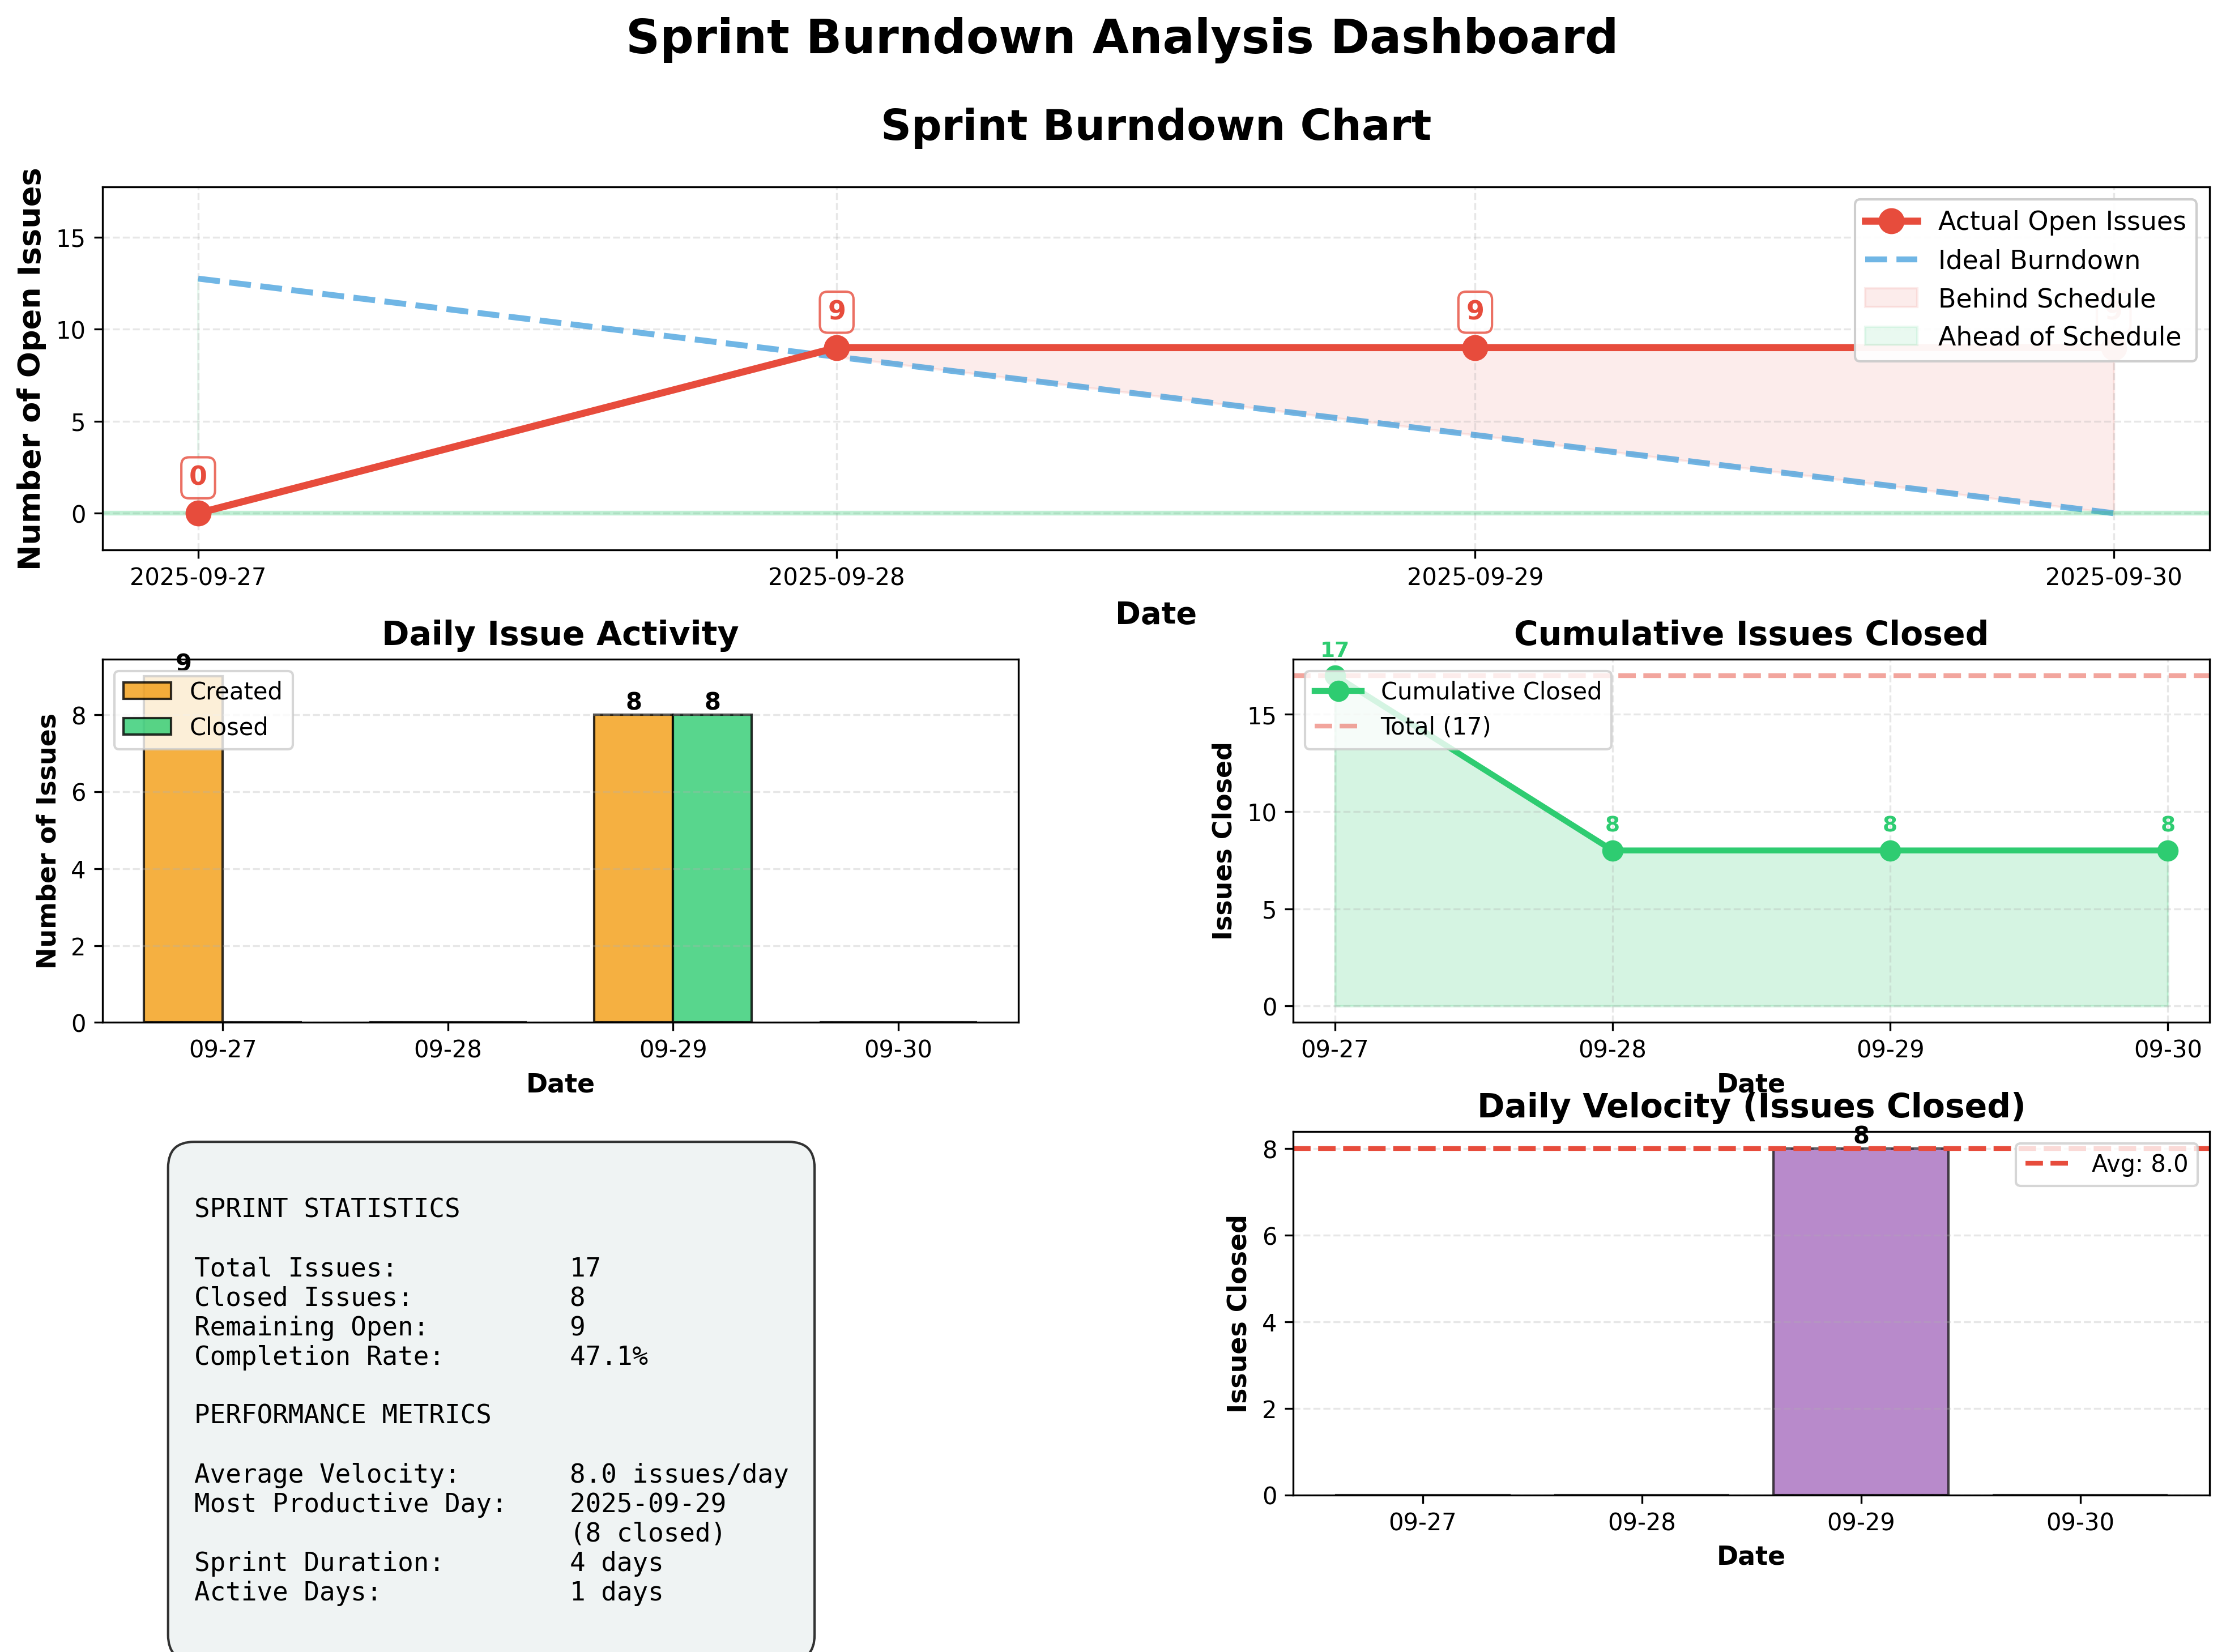 Sprint Burndown Analysis Dashboard
Sprint Burndown Chart
Number of Open Issues
15
10
5
0
0
9
9
9
Actual Open Issues
Ideal Burndown
Behind Schedule
Ahead of Schedule
2025-09-27
2025-09-28
2025-09-29
2025-09-30
Date
Daily Issue Activity
Number of Issues
8
6
4
2
0
9
8
8
Created
Closed
09-27
09-28
09-29
09-30
Date
Cumulative Issues Closed
Issues Closed
15
10
5
0
17
8
8
8
Cumulative Closed
Total (17)
09-27
09-28
09-29
09-30
Date
SPRINT STATISTICS
Total Issues: 17
Closed Issues: 8
Remaining Open: 9
Completion Rate: 47.1%
PERFORMANCE METRICS
Average Velocity: 8.0 issues/day
Most Productive Day: 2025-09-29
(8 closed)
Sprint Duration: 4 days
Active Days: 1 days
Daily Velocity (Issues Closed)
Issues Closed
8
6
4
2
0
8
Avg: 8.0
09-27
09-28
09-29
09-30
Date